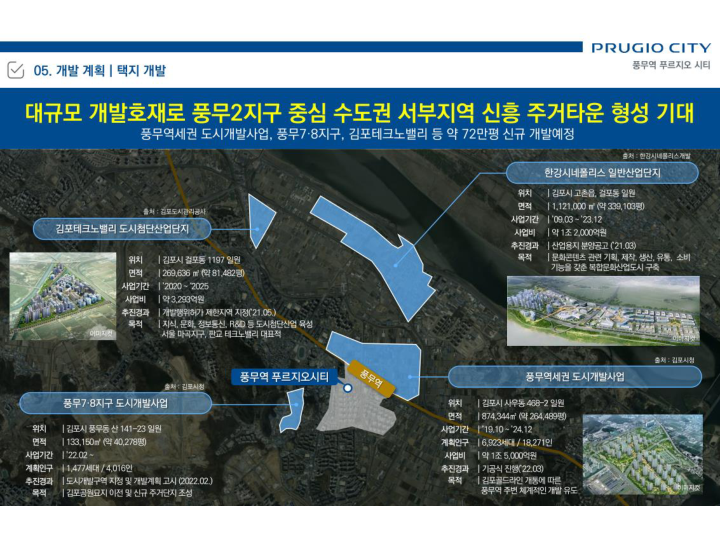 PRUGIO CITY
풍무역 푸르지오 시티
05. 개발 계획 | 택지 개발
대규모 개발호재로 풍무2지구 중심 수도권 서부지역 신흥 주거타운 형성 기대
풍무역세권 도시개발사업, 풍무7·8지구, 김포테크노밸리 등 약 72만평 신규 개발예정
출처 : 한강시네폴리스개발
한강시네폴리스 일반산업단지
위치 | 김포시 고촌읍, 걸포동 일원
면적 | 1,121,000 ㎡ (약 339,103평)
사업기간 | '09.03 ~ '23.12
사업비 | 약 1조 2,000억원
추진경과 | 산업용지 분양공고 ('21.03)
목적 | 문화콘텐츠 관련 기획, 제작, 생산, 유통, 소비
기능을 갖춘 복합문화산업도시 구축
이미지컷
출처 : 김포도시관리공사
김포테크노밸리 도시첨단산업단지
위치 | 김포시 걸포동 1197 일원
면적 | 269,636 ㎡ (약 81,482평)
사업기간 | '2020 ~ '2025
사업비 | 약 3,293억원
추진경과 | 개발행위허가 제한지역 지정('21.05.)
목적 | 지식, 문화, 정보통신, R&D 등 도시첨단산업 육성
서울 마곡지구, 판교 테크노밸리 대표적
이미지컷
풍무역 푸르지오시티
풍무역
출처 : 김포시청
풍무7·8지구 도시개발사업
위치 | 김포시 풍무동 산 141-23 일원
면적 | 133,150㎡ (약 40,278평)
사업기간 | '22.02 ~
계획인구 | 1,477세대 / 4,016인
추진경과 | 도시개발구역 지정 및 개발계획 고시 (2022.02.)
목적 | 김포공원묘지 이전 및 신규 주거단지 조성
출처 : 김포시청
풍무역세권 도시개발사업
위치 | 김포시 사우동 468-2 일원
면적 | 874,344㎡ (약 264,489평)
사업기간 | '19.10 ~ '24.12
계획인구 | 6,923세대 / 18,271인
사업비 | 약 1조 5,000억원
추진경과 | 기공식 진행('22.03)
목적 | 김포골드라인 개통에 따른
풍무역 주변 체계적인 개발 유도
이미지컷